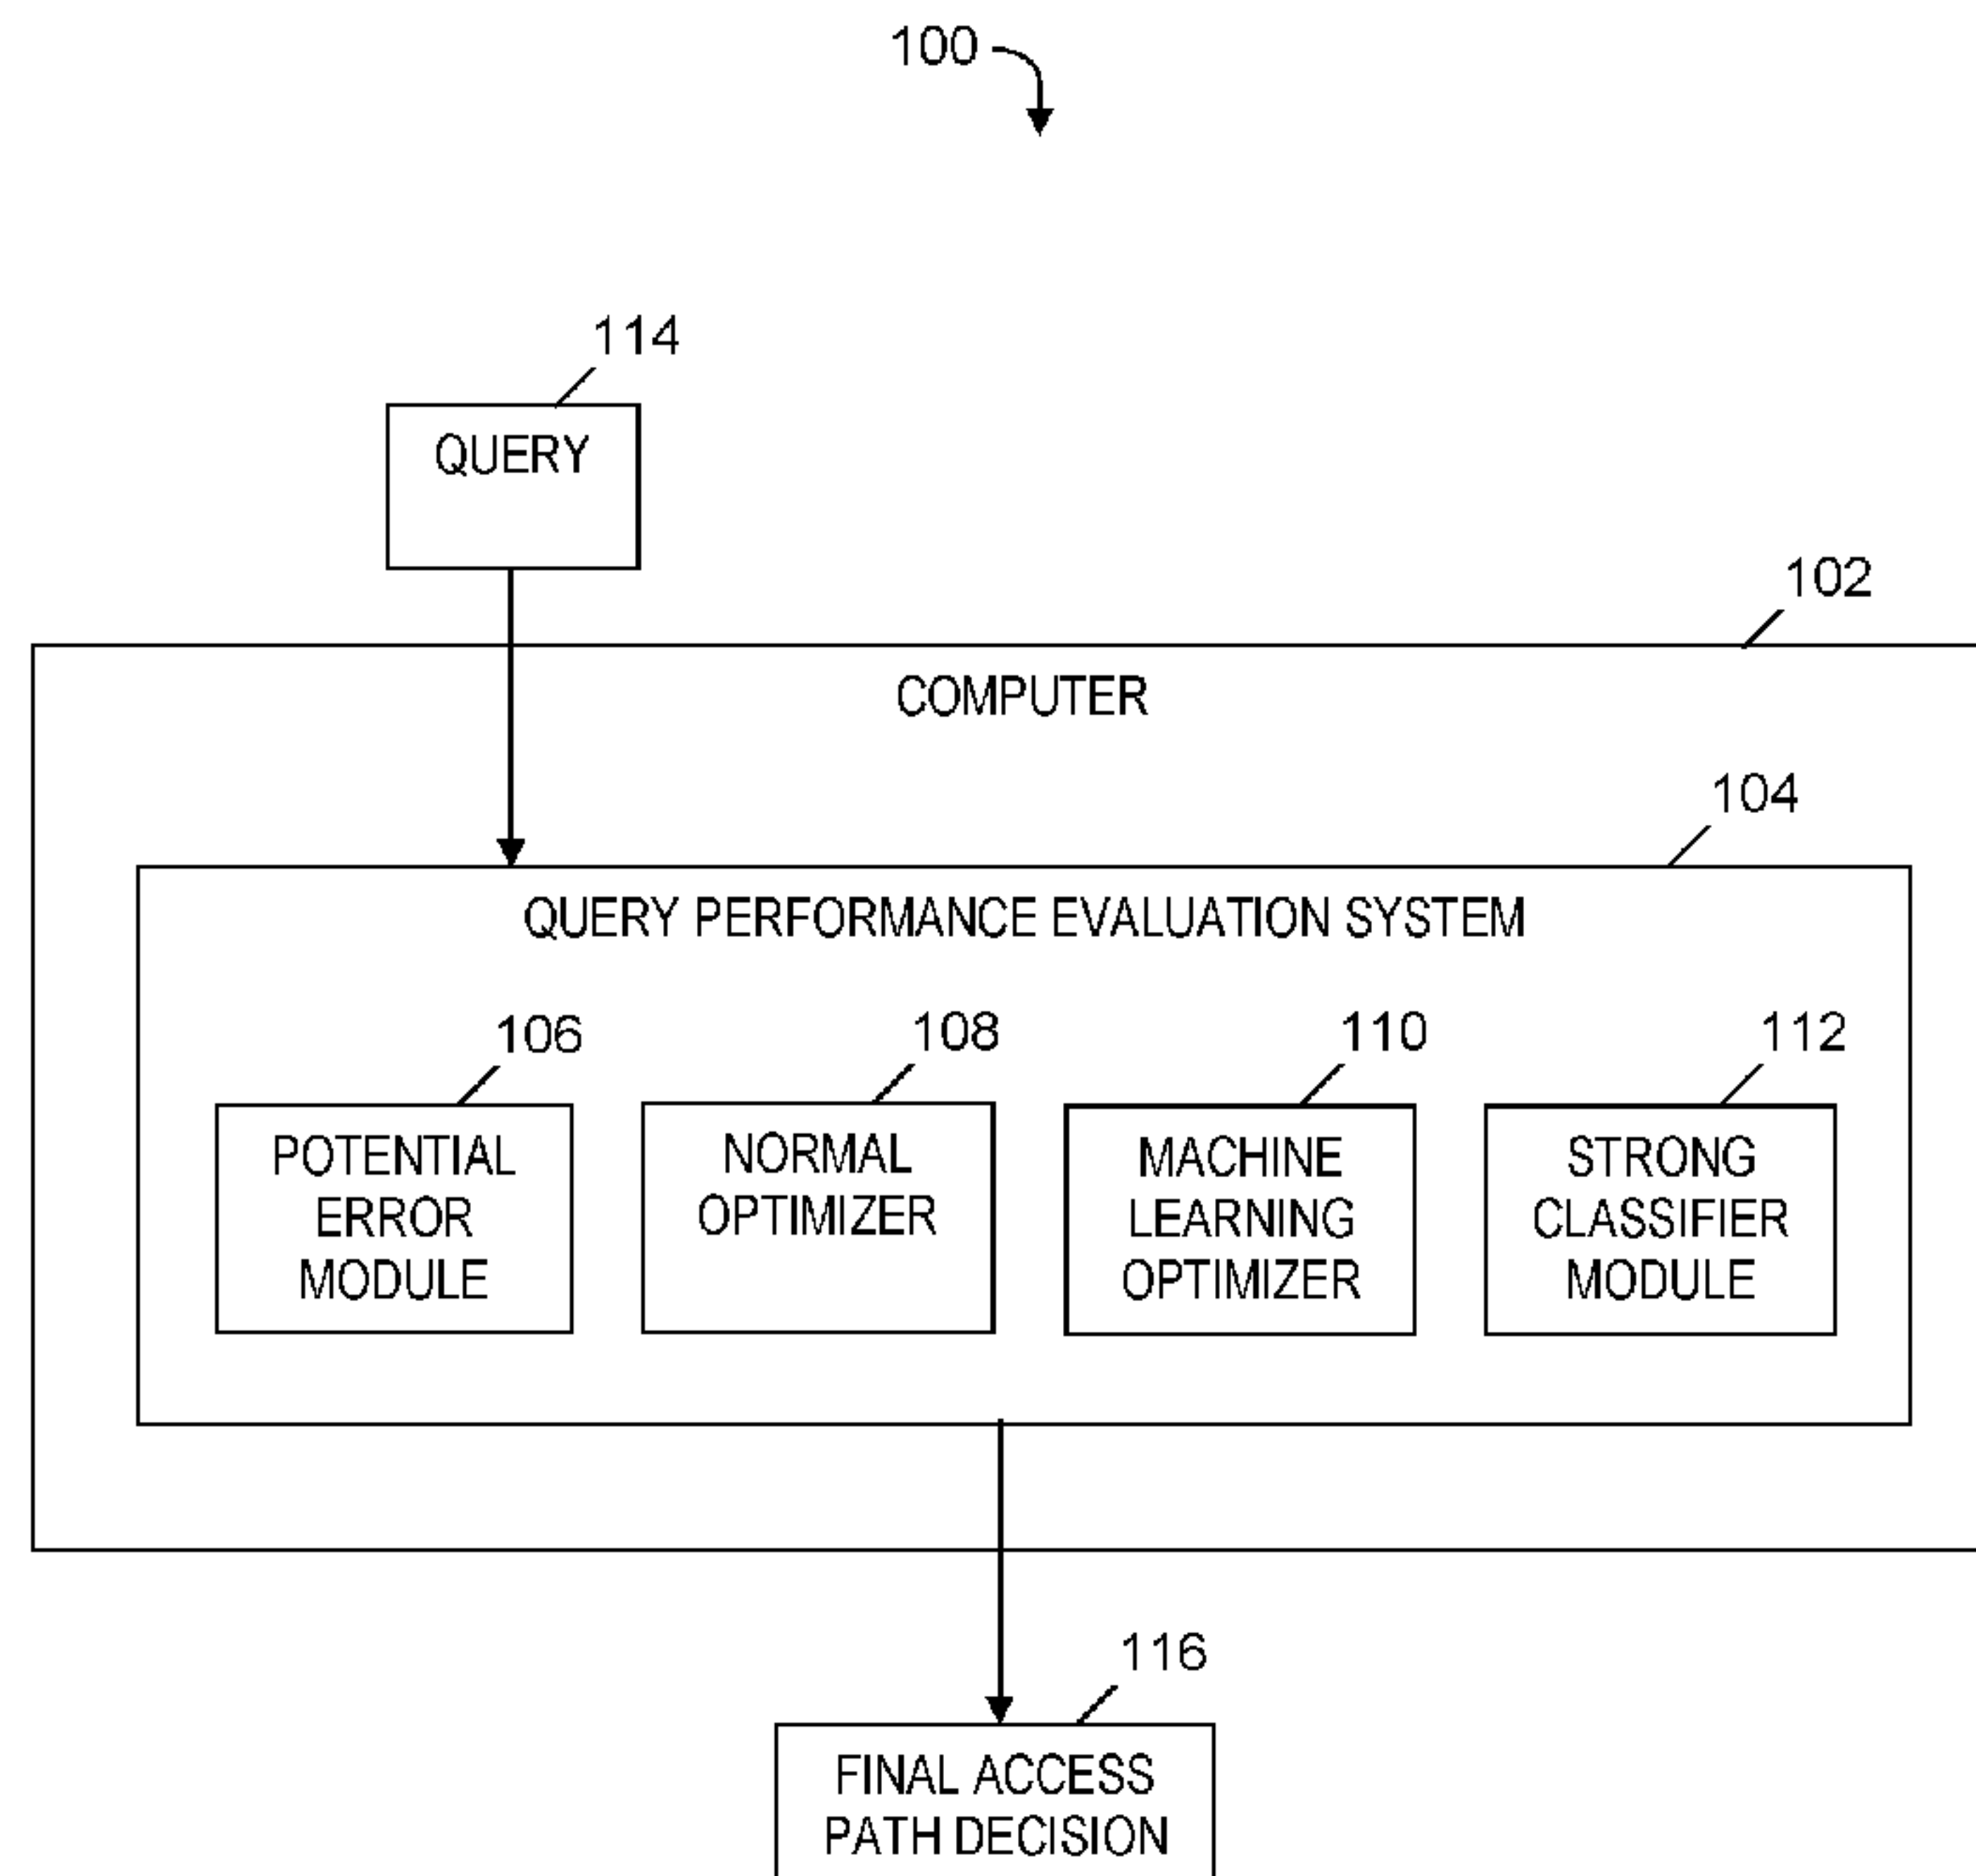 100
114
QUERY
102
COMPUTER
104
QUERY PERFORMANCE EVALUATION SYSTEM
106
108
110
112
POTENTIAL
ERROR
MODULE
NORMAL
OPTIMIZER
MACHINE
LEARNING
OPTIMIZER
STRONG
CLASSIFIER
MODULE
116
FINAL ACCESS
PATH DECISION